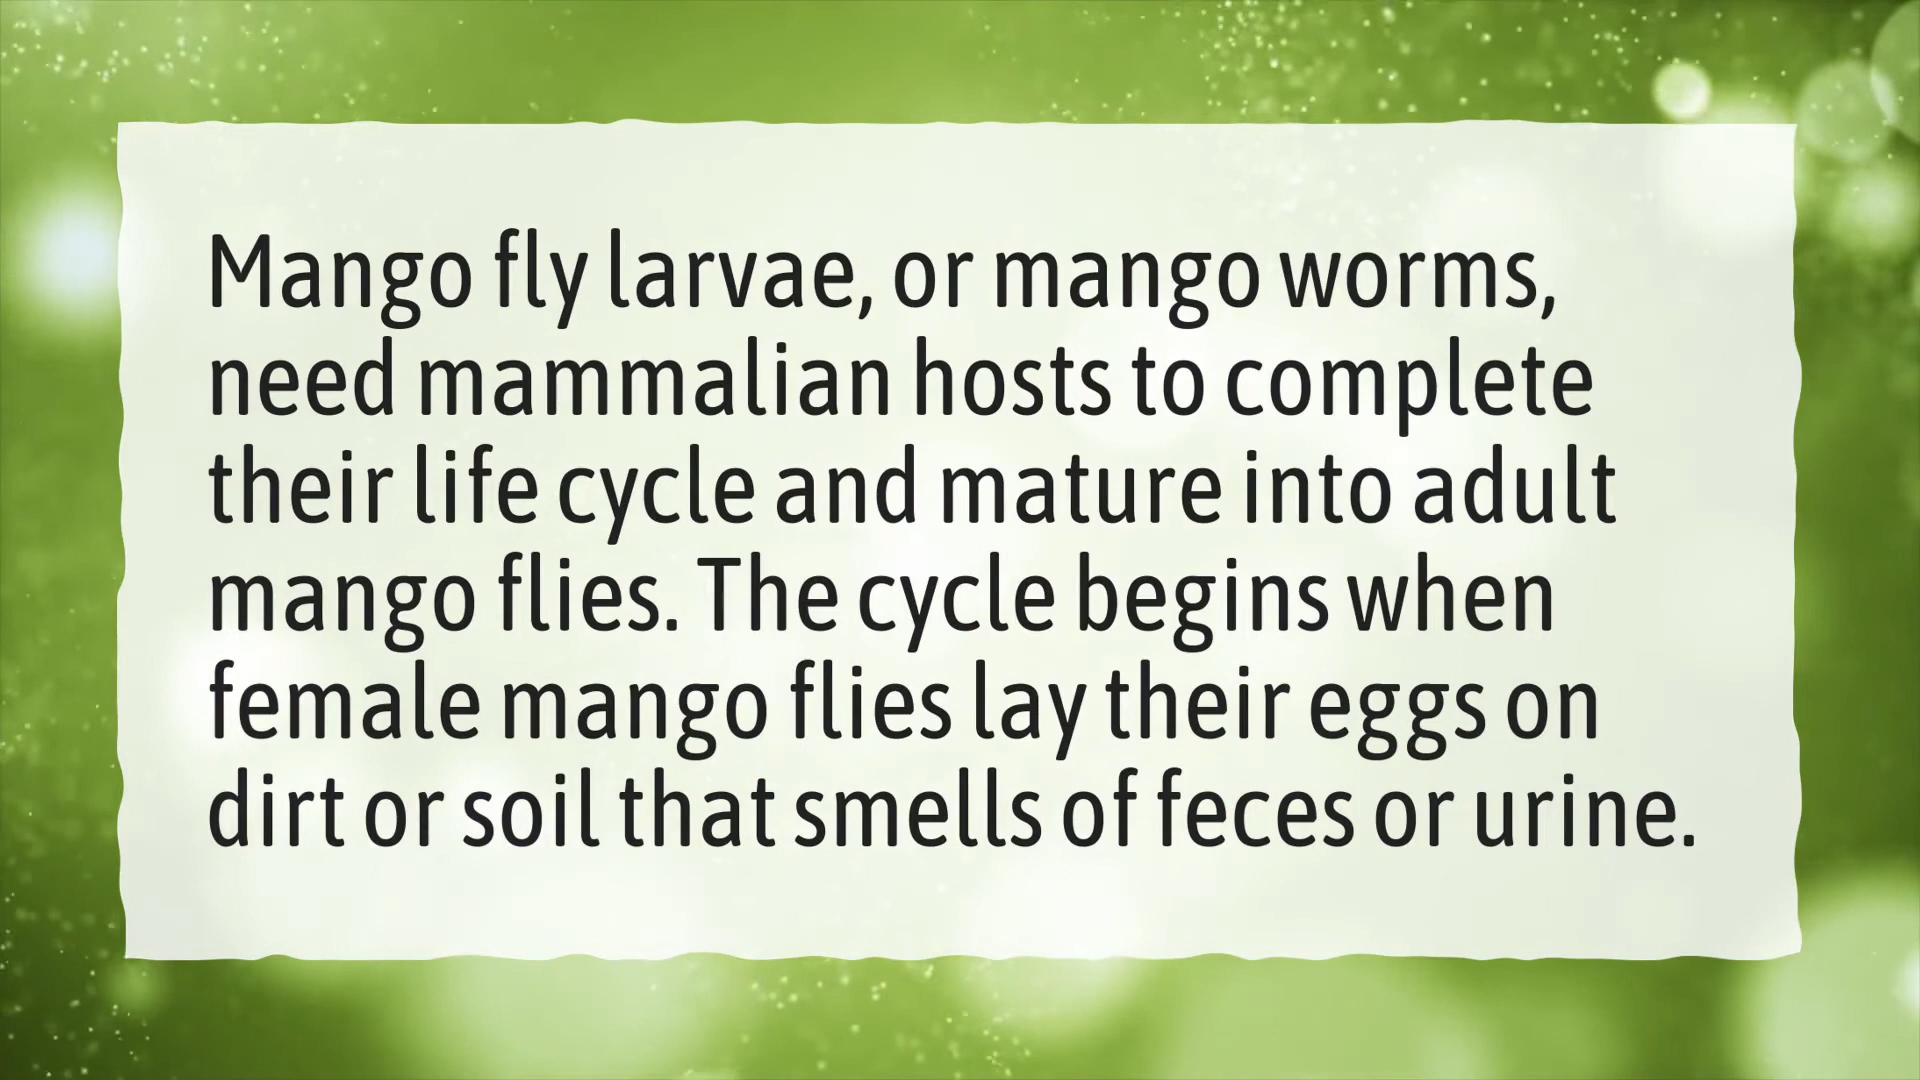 Mango fly larvae, or mango worms,
need mammalian hosts to complete
their life cycle and mature into adult
mango flies. The cycle begins when
female mango flies lay their eggs on
dirt or soil that smells of feces or urine.